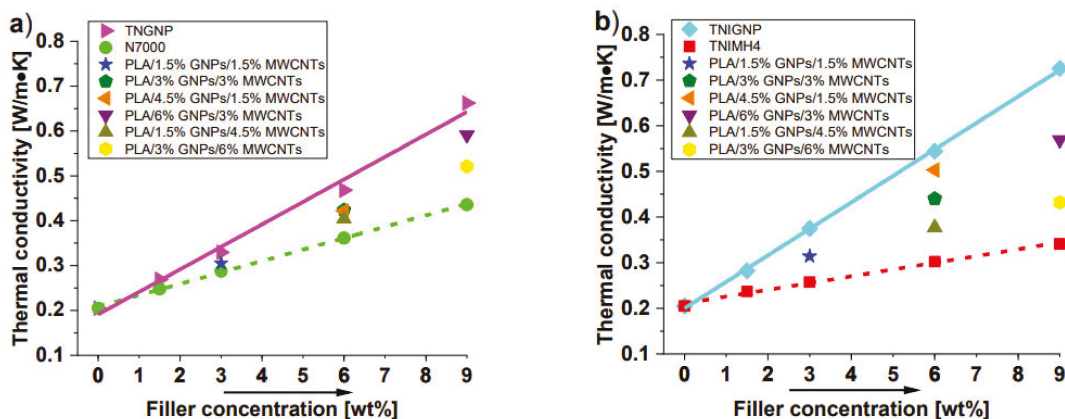 a)
TNGNP
N7000
PLA/1.5% GNPs/1.5% MWCNTs
PLA/3% GNPs/3% MWCNTs
PLA/4.5% GNPs/1.5% MWCNTs
PLA/6% GNPs/3% MWCNTs
PLA/1.5% GNPs/4.5% MWCNTs
PLA/3% GNPs/6% MWCNTs
Thermal conductivity [W/m•K]
0.8
0.7
0.6
0.5
0.4
0.3
0.2
0.1
0 1 2 3 4 5 6 7 8 9
Filler concentration [wt%]
b)
TNIGNP
TNIMH4
PLA/1.5% GNPs/1.5% MWCNTs
PLA/3% GNPs/3% MWCNTs
PLA/4.5% GNPs/1.5% MWCNTs
PLA/6% GNPs/3% MWCNTs
PLA/1.5% GNPs/4.5% MWCNTs
PLA/3% GNPs/6% MWCNTs
Thermal conductivity [W/m•K]
0.8
0.7
0.6
0.5
0.4
0.3
0.2
0.1
0 1 2 3 4 5 6 7 8 9
Filler concentration [wt%]